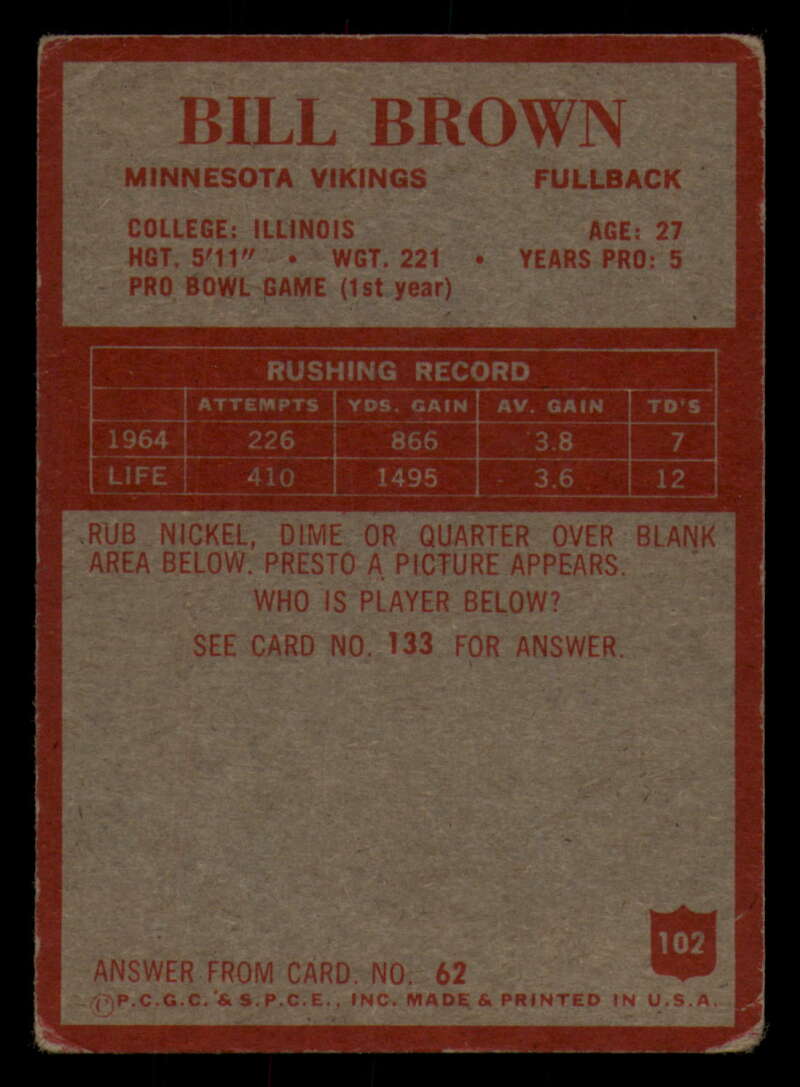 BILL BROWN
MINNESOTA VIKINGS FULLBACK
COLLEGE: ILLINOIS AGE: 27
HGT. 5'11" • WGT. 221 • YEARS PRO: 5
PRO BOWL GAME (1st year)
RUSHING RECORD
ATTEMPTS YDS. GAIN AV. GAIN TD'S
1964 226 866 3.8 7
LIFE 410 1495 3.6 12
RUB NICKEL, DIME OR QUARTER OVER BLANK
AREA BELOW. PRESTO A PICTURE APPEARS.
WHO IS PLAYER BELOW?
SEE CARD NO. 133 FOR ANSWER.
102
ANSWER FROM CARD. NO. 62
©P.C.G.C. & S.P.C.E., INC. MADE & PRINTED IN U.S.A.